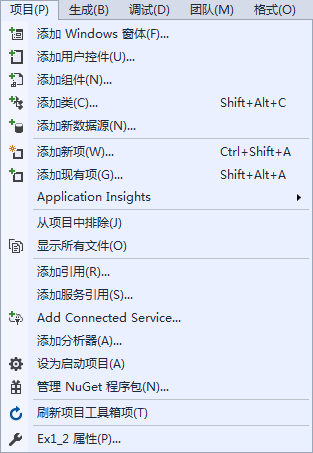 项目(P) 生成(B) 调试(D) 团队(M) 格式(O)
添加 Windows 窗体(F)...
添加用户控件(U)...
添加组件(N)...
添加类(C)... Shift+Alt+C
添加新数据源(N)...
添加新项(W)... Ctrl+Shift+A
添加现有项(G)... Shift+Alt+A
Application Insights
从项目中排除(J)
显示所有文件(O)
添加引用(R)...
添加服务引用(S)...
Add Connected Service...
添加分析器(A)...
设为启动项目(A)
管理 NuGet 程序包(N)...
刷新项目工具箱项(T)
Ex1_2 属性(P)...